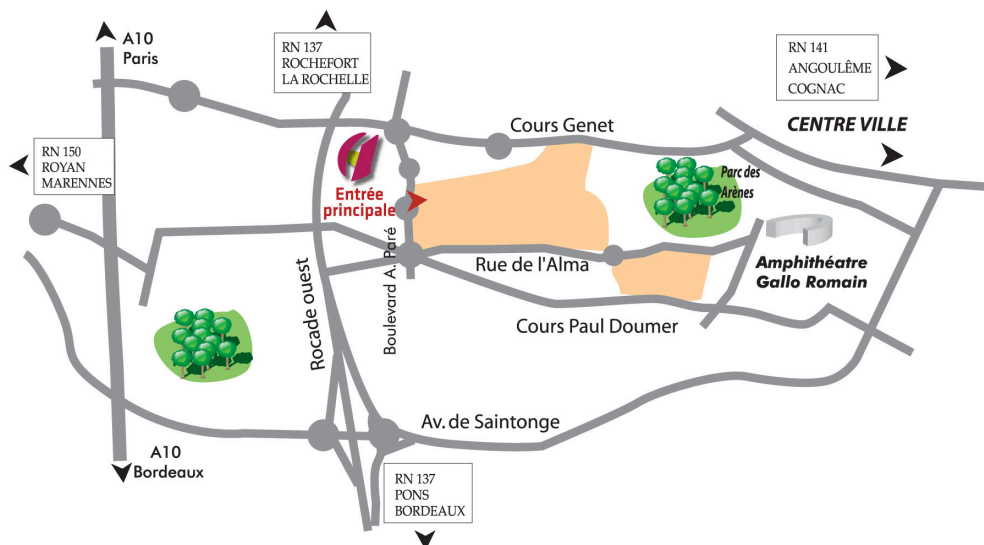 A10
Paris
RN 137
ROCHEFORT
LA ROCHELLE
RN 141
ANGOULÊME
COGNAC
CENTRE VILLE
Cours Genet
RN 150
ROYAN
MARENNES
Entrée
principale
Parc des
Arènes
Boulevard A. Paré
Rue de l'Alma
Amphithéatre
Gallo Romain
Rocade ouest
Cours Paul Doumer
Av. de Saintonge
A10
Bordeaux
RN 137
PONS
BORDEAUX